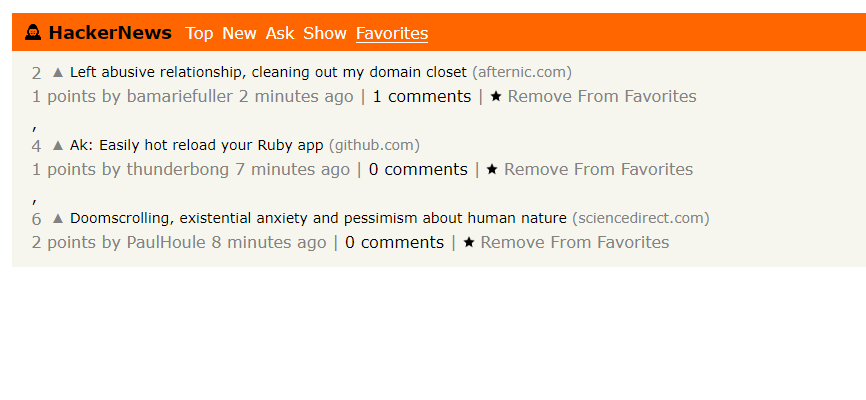 HackerNews Top New Ask Show Favorites
2 ▲ Left abusive relationship, cleaning out my domain closet (afternic.com)
1 points by bamariefuller 2 minutes ago | 1 comments | ★ Remove From Favorites
,
4 ▲ Ak: Easily hot reload your Ruby app (github.com)
1 points by thunderbong 7 minutes ago | 0 comments | ★ Remove From Favorites
,
6 ▲ Doomscrolling, existential anxiety and pessimism about human nature (sciencedirect.com)
2 points by PaulHoule 8 minutes ago | 0 comments | ★ Remove From Favorites